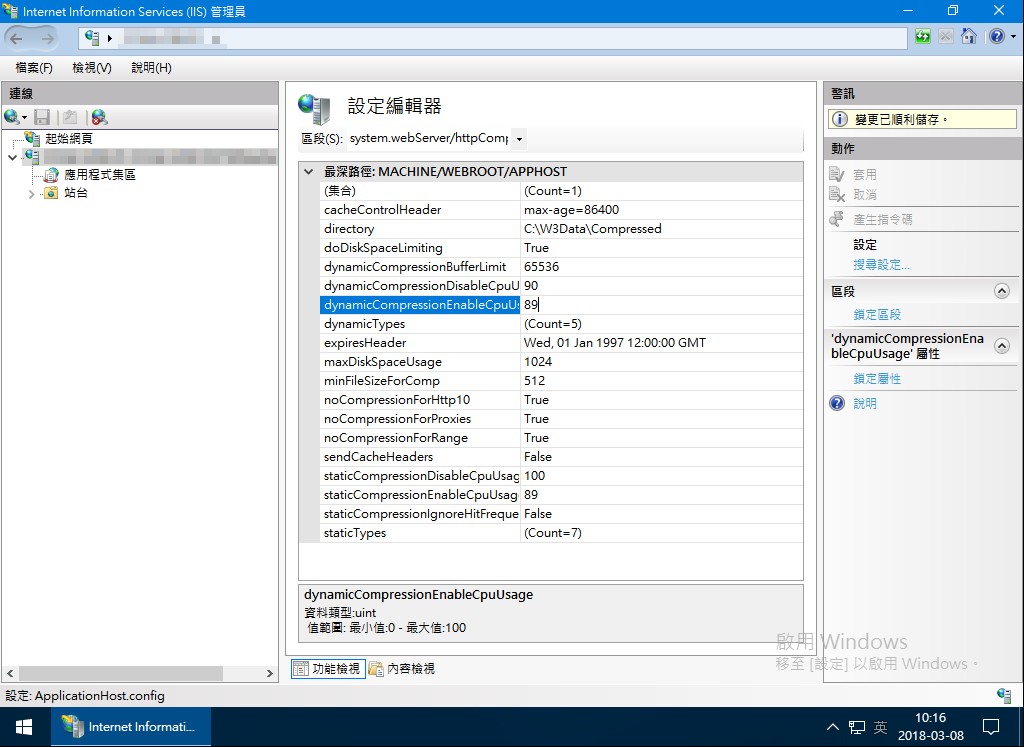 Internet Information Services (IIS) 管理員
檔案(F) 檢視(V) 說明(H)
連線
起始網頁
應用程式集區
站台
設定編輯器
區段(S): system.webServer/httpComp
最深路徑: MACHINE/WEBROOT/APPHOST
(集合) (Count=1)
cacheControlHeader max-age=86400
directory C:\W3Data\Compressed
doDiskSpaceLimiting True
dynamicCompressionBufferLimit 65536
dynamicCompressionDisableCpuU 90
dynamicCompressionEnableCpuU 89
dynamicTypes (Count=5)
expiresHeader Wed, 01 Jan 1997 12:00:00 GMT
maxDiskSpaceUsage 1024
minFileSizeForComp 512
noCompressionForHttp10 True
noCompressionForProxies True
noCompressionForRange True
sendCacheHeaders False
staticCompressionDisableCpuUsag 100
staticCompressionEnableCpuUsag 89
staticCompressionIgnoreHitFreque False
staticTypes (Count=7)
dynamicCompressionEnableCpuUsage
資料類型:uint
值範圍: 最小值:0 - 最大值:100
功能檢視 內容檢視
警訊
變更已順利儲存。
動作
套用
取消
產生指令碼
設定
搜尋設定...
區段
鎖定區段
'dynamicCompressionEna
bleCpuUsage' 屬性
鎖定屬性
說明
啟用 Windows
移至 [設定] 以啟用 Windows。
設定: ApplicationHost.config
Internet Informati...
英
10:16
2018-03-08